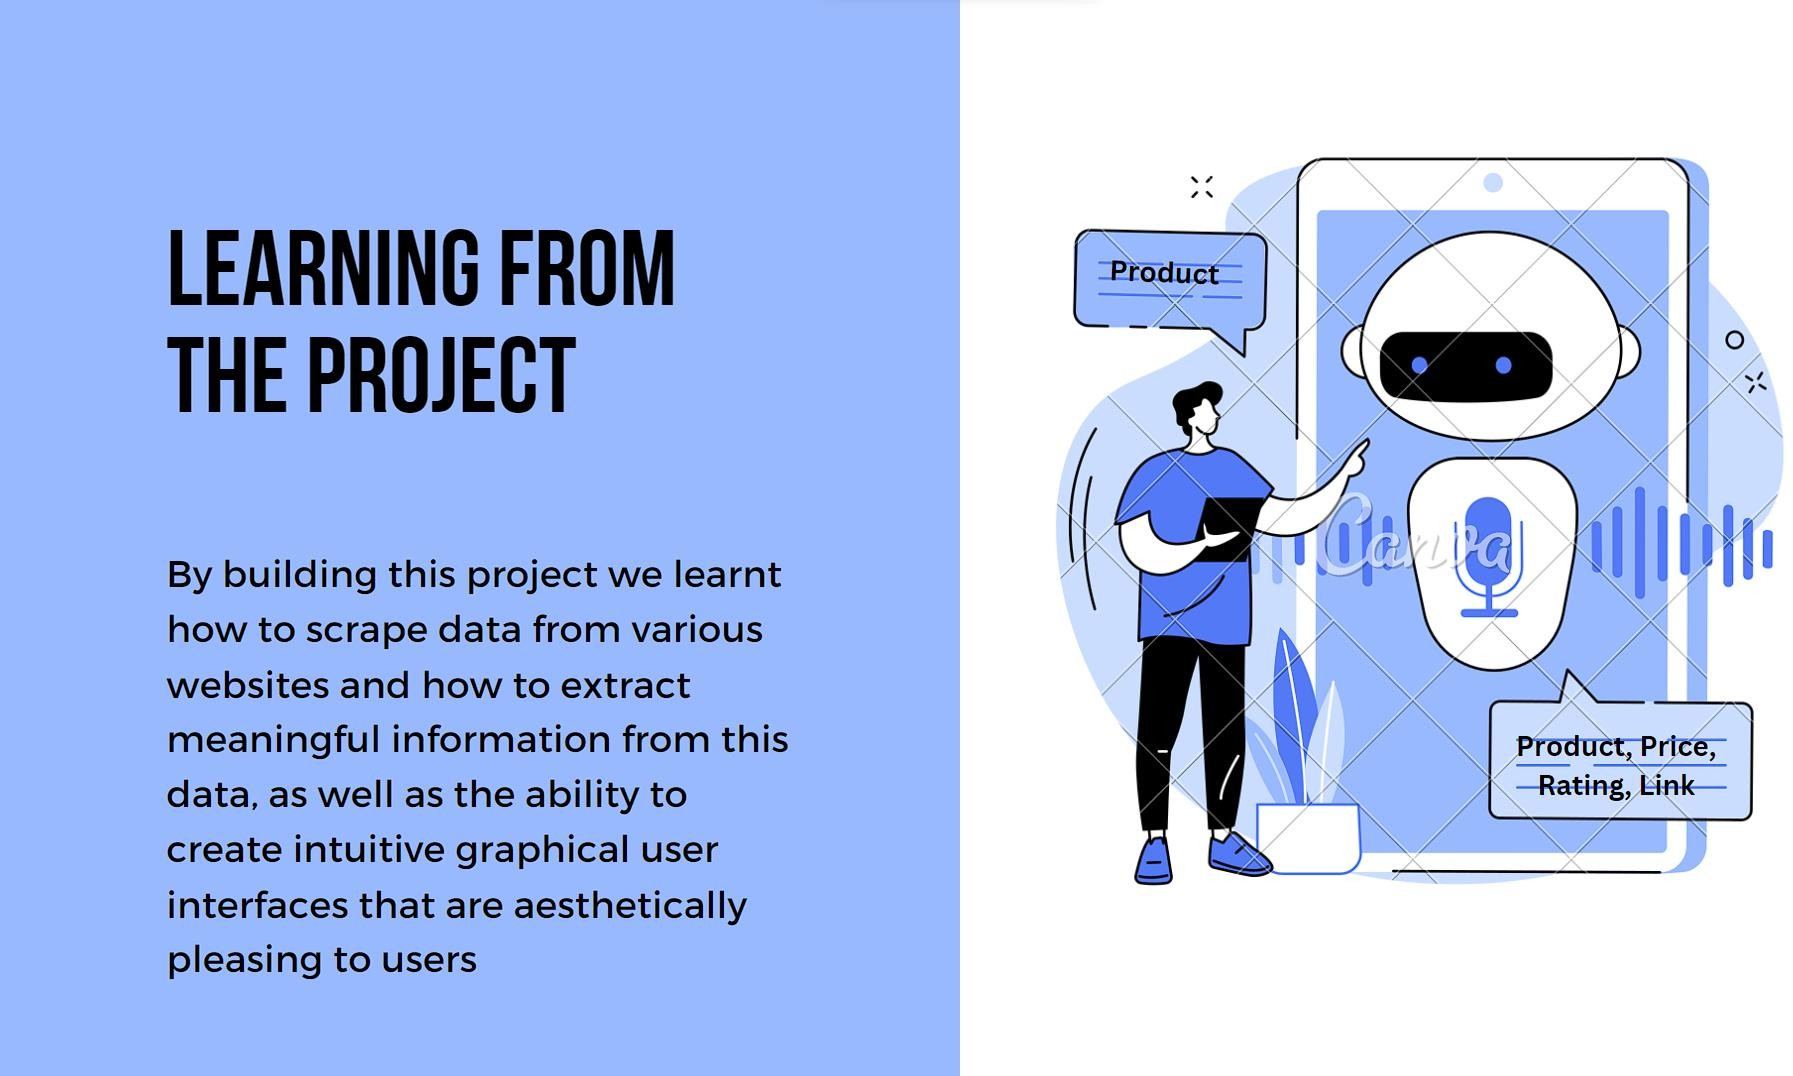 LEARNING FROM
THE PROJECT
By building this project we learnt
how to scrape data from various
websites and how to extract
meaningful information from this
data, as well as the ability to
create intuitive graphical user
interfaces that are aesthetically
pleasing to users
Product
Canva
Product, Price,
Rating, Link